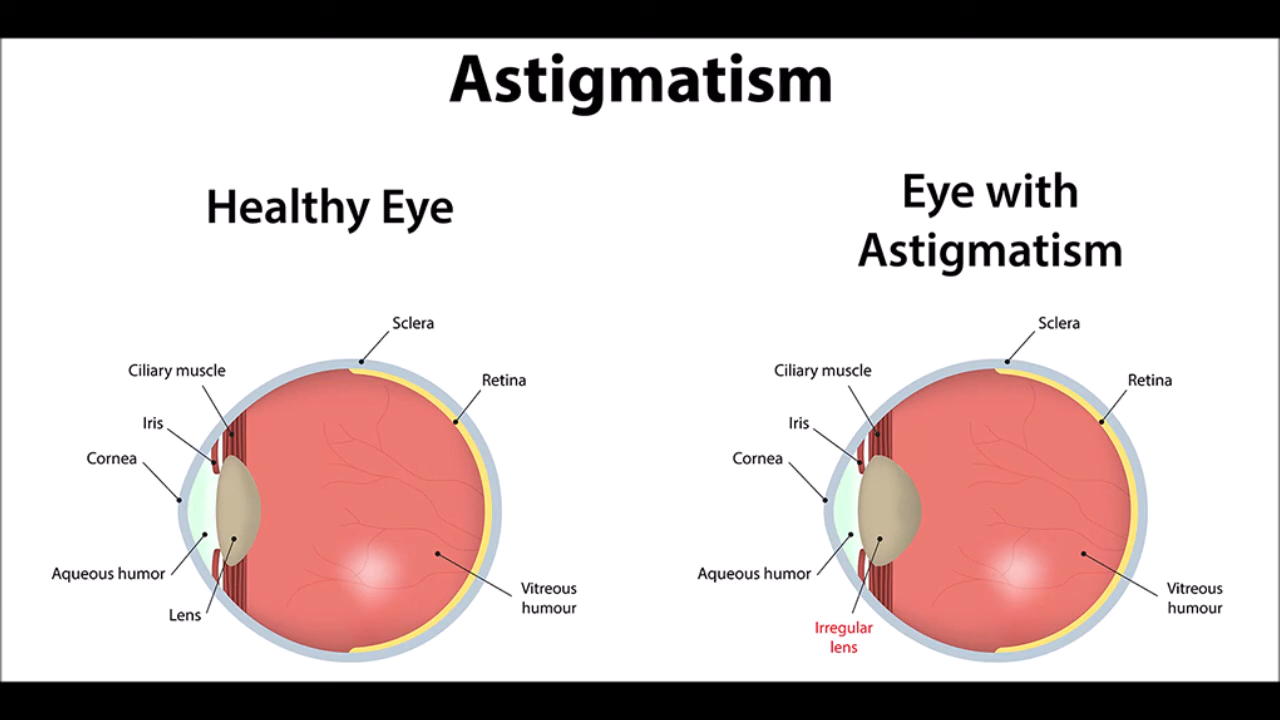 Astigmatism
Healthy Eye
Sclera
Ciliary muscle
Retina
Iris
Cornea
Aqueous humor
Vitreous
humour
Lens
Eye with
Astigmatism
Sclera
Ciliary muscle
Retina
Iris
Cornea
Aqueous humor
Vitreous
humour
Irregular
lens